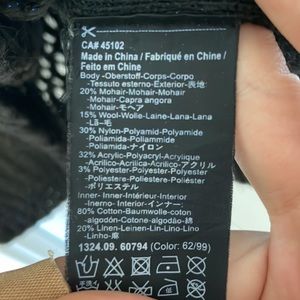 CA# 45102
Made in China / Fabriqué en Chine /
Feito em China
Body -Oberstoff-Corps-Corpo
-Tessuto esterno-Exterior-表地
20% Mohair-Mohair-Mohair
-Mohair-Capra angora
-Mohair-モヘア
15% Wool-Wolle-Laine-Lana-Lana
-Lã-毛
30% Nylon-Polyamid-Polyamide
-Poliammide-Poliamida
-Poliamida-ナイロン
32% Acrylic-Polyacryl-Acrylique
-Acrilico-Acrílica-Acrílico-アクリル
3% Polyester-Polyester-Polyester
-Poliestere-Poliéster-Poliéster
-ポリエステル
Inner- Inner-Intérieur-Interior
-Inerno-Interior-インナー
80% Cotton-Baumwolle-coton
-algodón-Cotone-algodão-綿
20% Linen-Leinen-Lin-Lino-Lino
-Linho-麻
1324.09. 60794 (Color: 62/99)